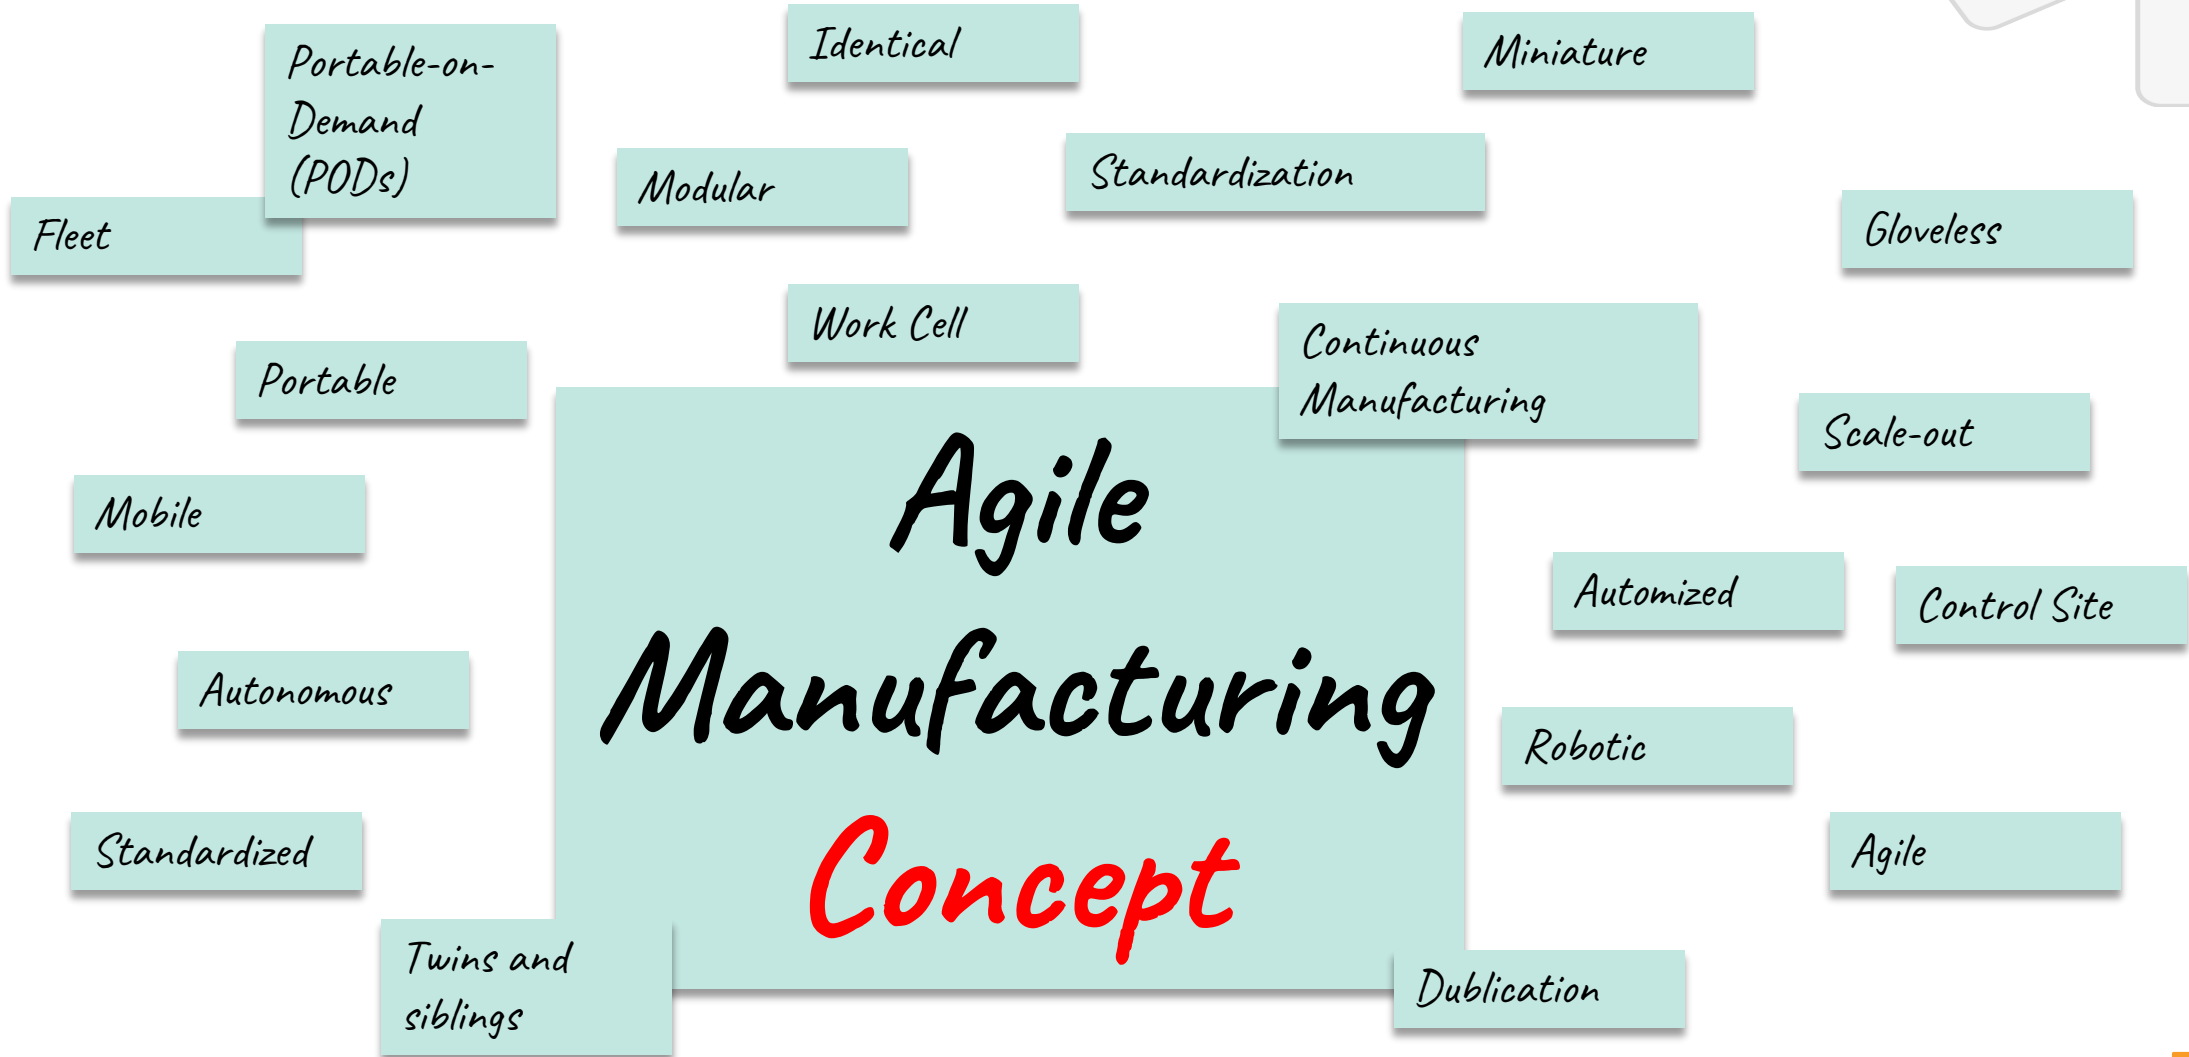 Identical
Miniature
Portable-on-
Demand
(PODs)
Modular
Standardization
Fleet
Gloveless
Work Cell
Continuous
Manufacturing
Portable
Scale-out
Mobile
Agile
Manufacturing
Concept
Automized
Control Site
Autonomous
Robotic
Standardized
Agile
Twins and
siblings
Dublication